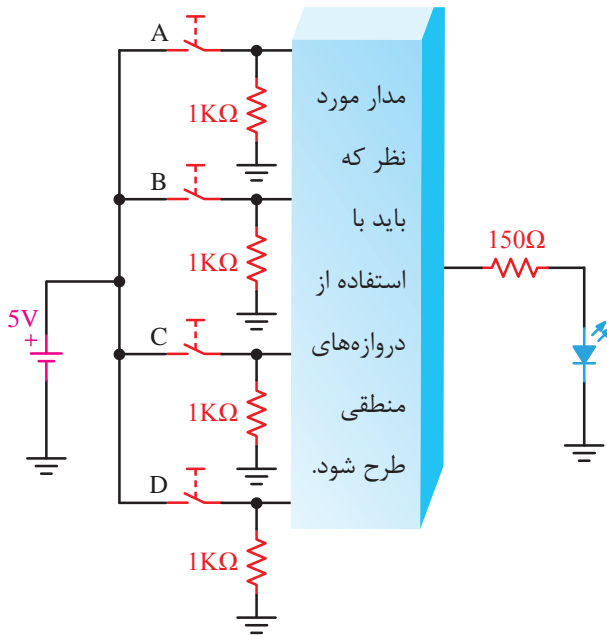 A
1KΩ
مدار مورد
نظر که
باید با
استفاده از
دروازه‌های
منطقی
طرح شود.
B
1KΩ
150Ω
5V
+
C
1KΩ
D
1KΩ